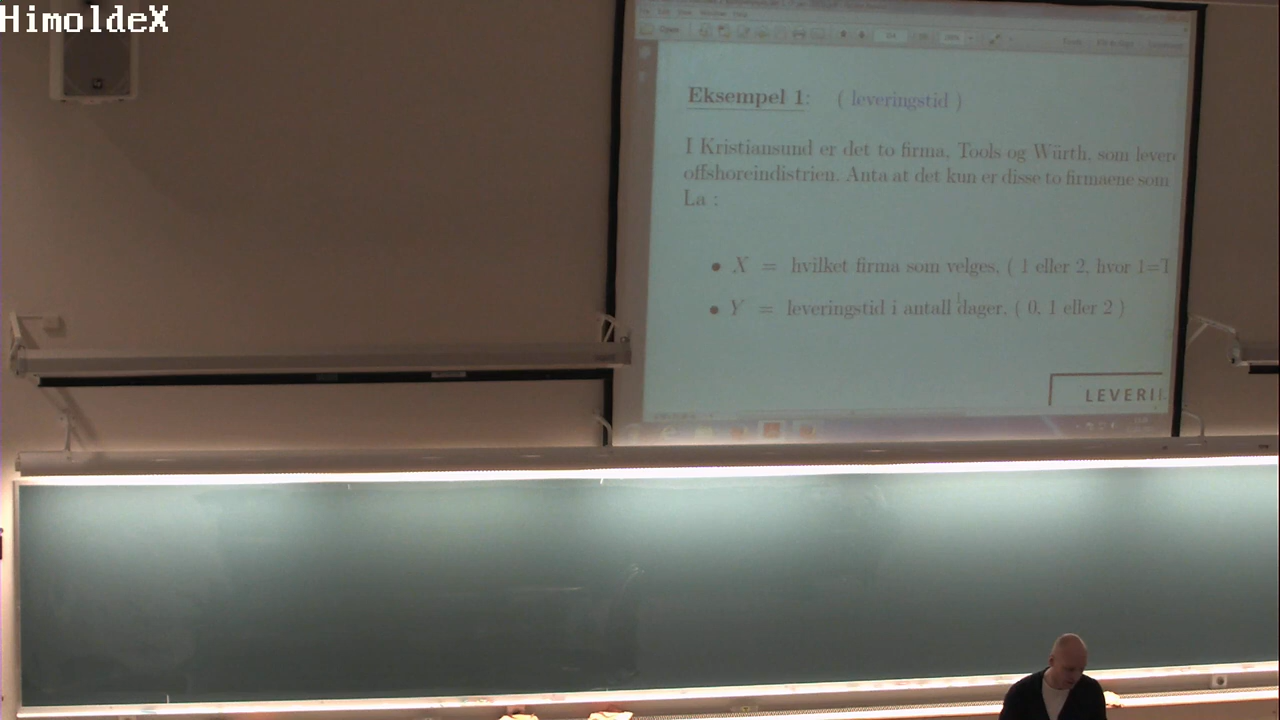 HimoldeX
Eksempel 1: ( leveringstid )
I Kristiansund er det to firma, Tools og Würth, som lever
offshoreindustrien. Anta at det kun er disse to firmaene som
La :
• X = hvilket firma som velges, ( 1 eller 2, hvor 1=T
• Y = leveringstid i antall dager, ( 0, 1 eller 2 )
LEVERI